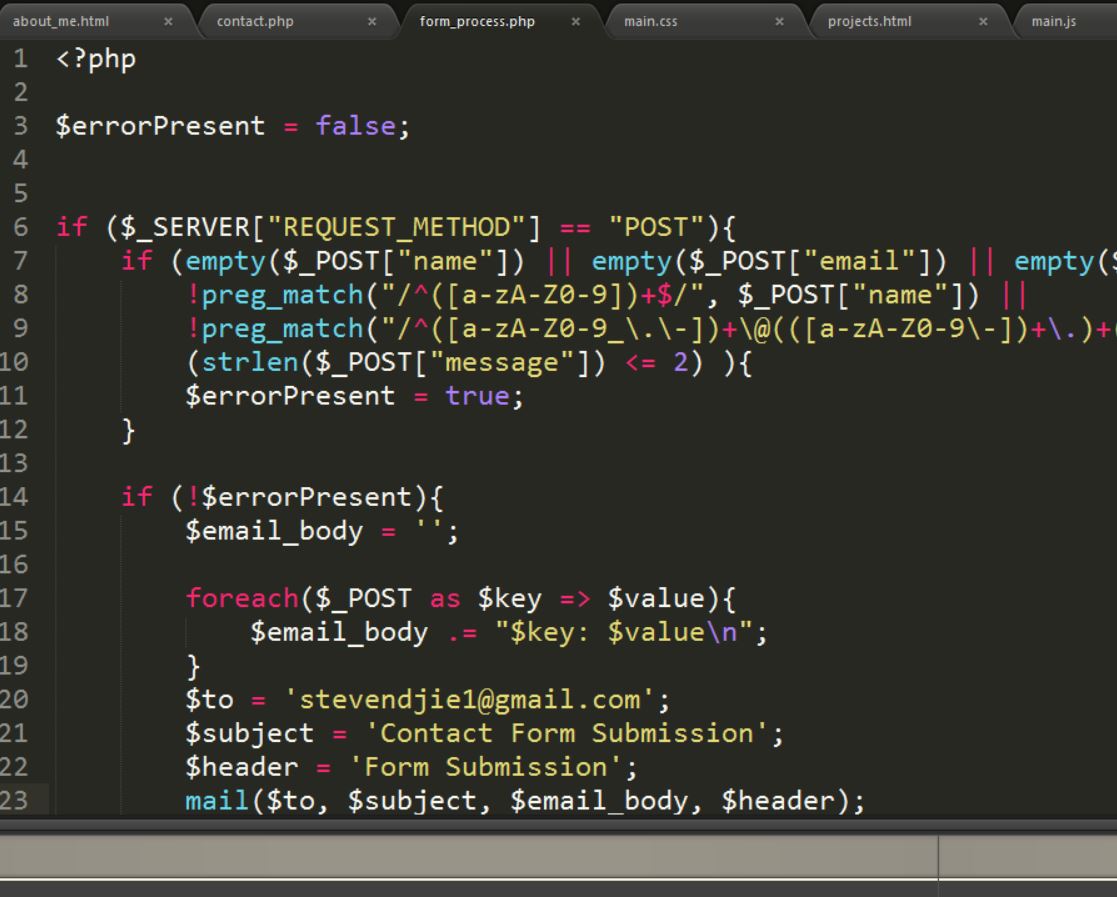 about_me.html × contact.php × form_process.php × main.css × projects.html × main.js
1 <?php
2
3 $errorPresent = false;
4
5
6 if ($_SERVER["REQUEST_METHOD"] == "POST"){
7 if (empty($_POST["name"]) || empty($_POST["email"]) || empty($
8 !preg_match("/^([a-zA-Z0-9])+$/", $_POST["name"]) ||
9 !preg_match("/^([a-zA-Z0-9_\.\-])+\@(([a-zA-Z0-9\-])+\.)+(
10 (strlen($_POST["message"]) <= 2) ){
11 $errorPresent = true;
12 }
13
14 if (!$errorPresent){
15 $email_body = '';
16
17 foreach($_POST as $key => $value){
18 $email_body .= "$key: $value\n";
19 }
20 $to = 'stevendjie1@gmail.com';
21 $subject = 'Contact Form Submission';
22 $header = 'Form Submission';
23 mail($to, $subject, $email_body, $header);